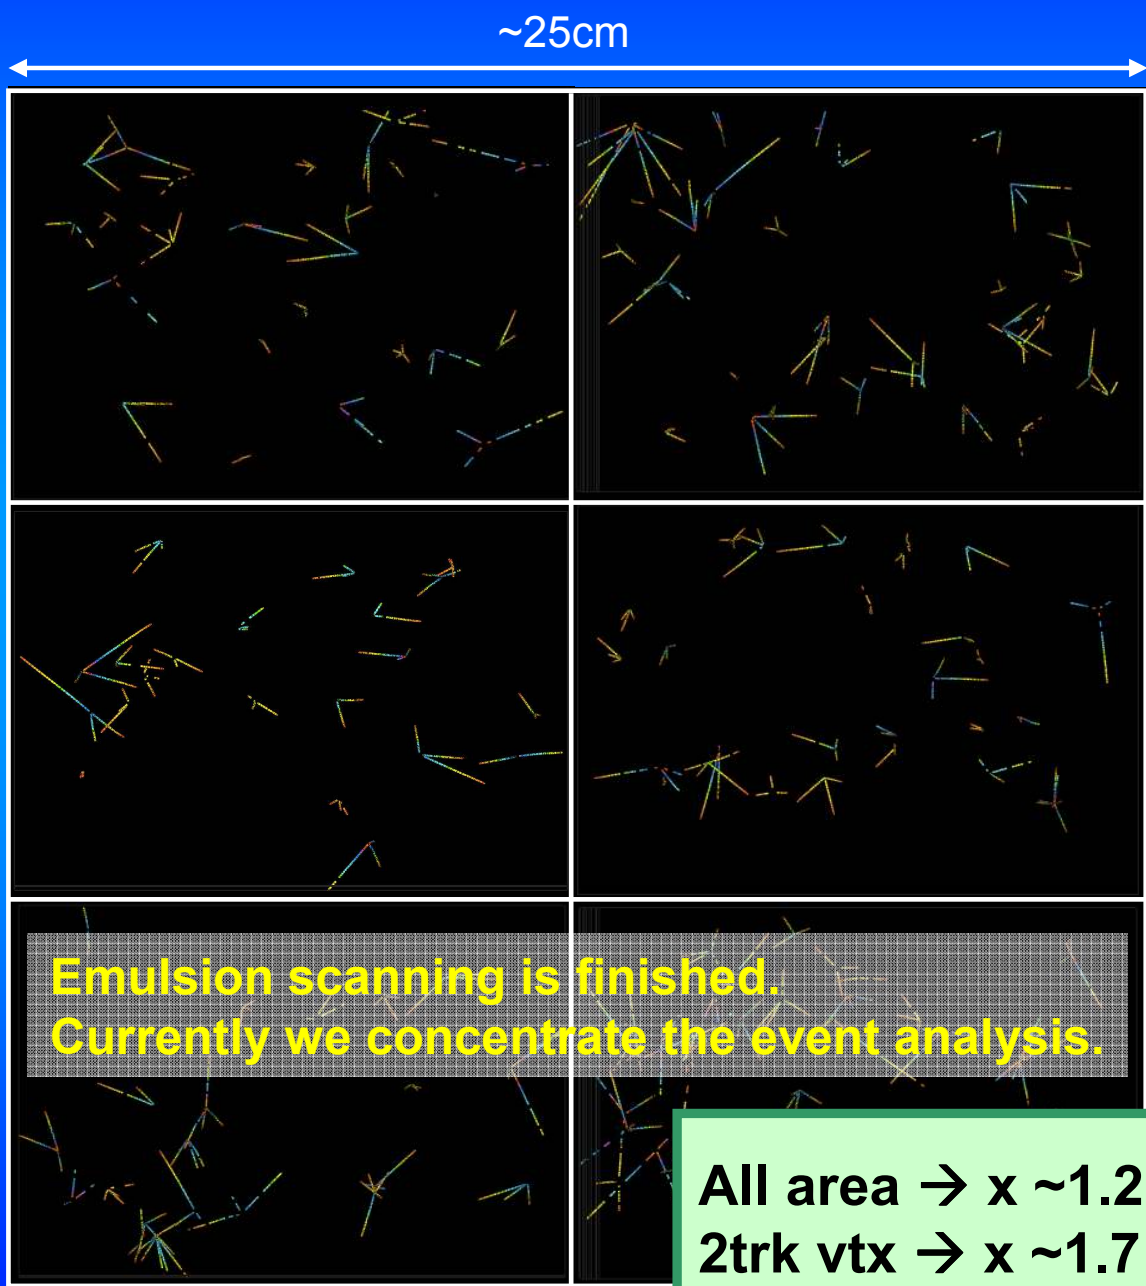 ~25cm
Emulsion scanning is finished.
Currently we concentrate the event analysis.
All area → x ~1.2
2trk vtx → x ~1.7